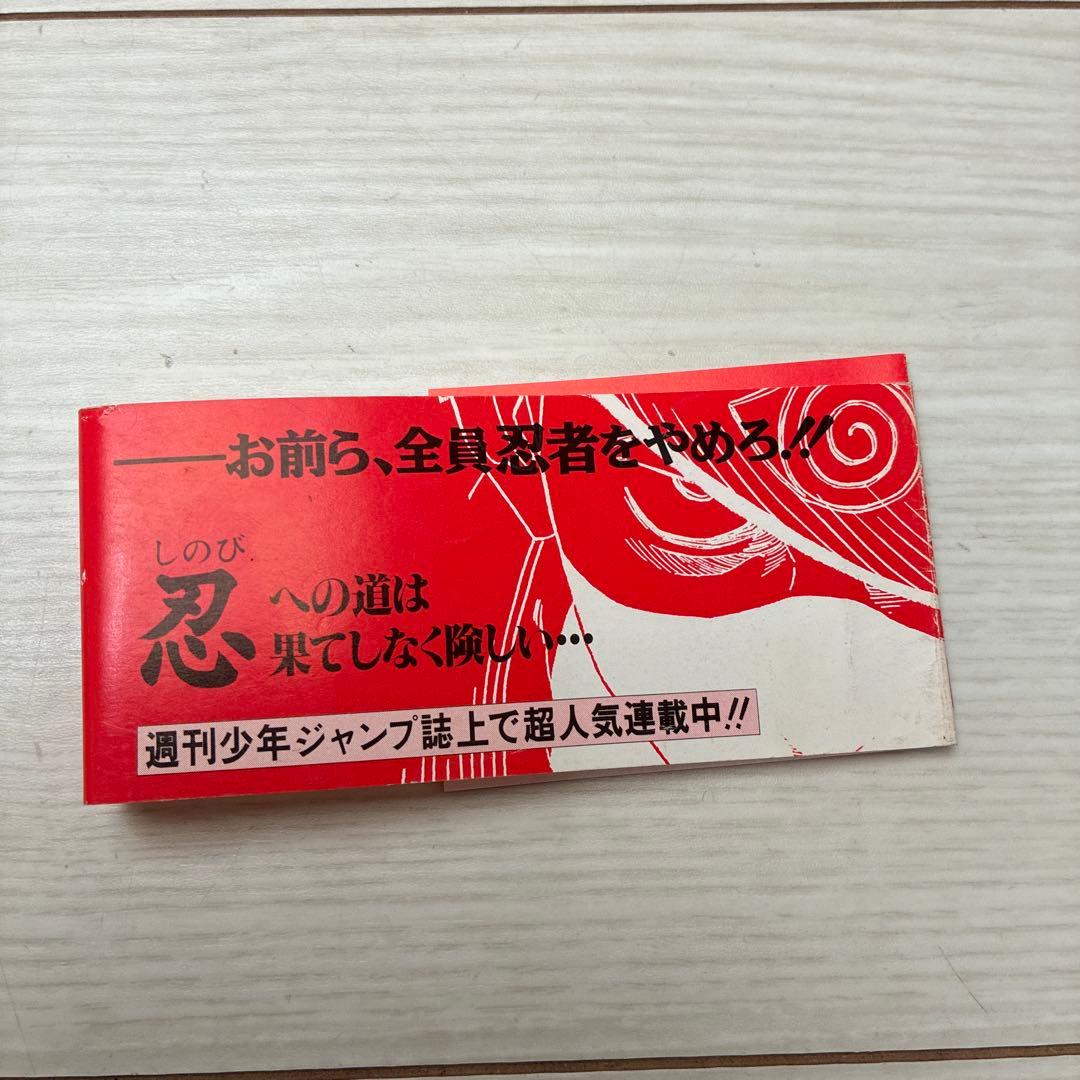 ──お前ら、全員忍者をやめろ!!
しのび
忍への道は
果てしなく険しい…
週刊少年ジャンプ誌上で超人気連載中!!